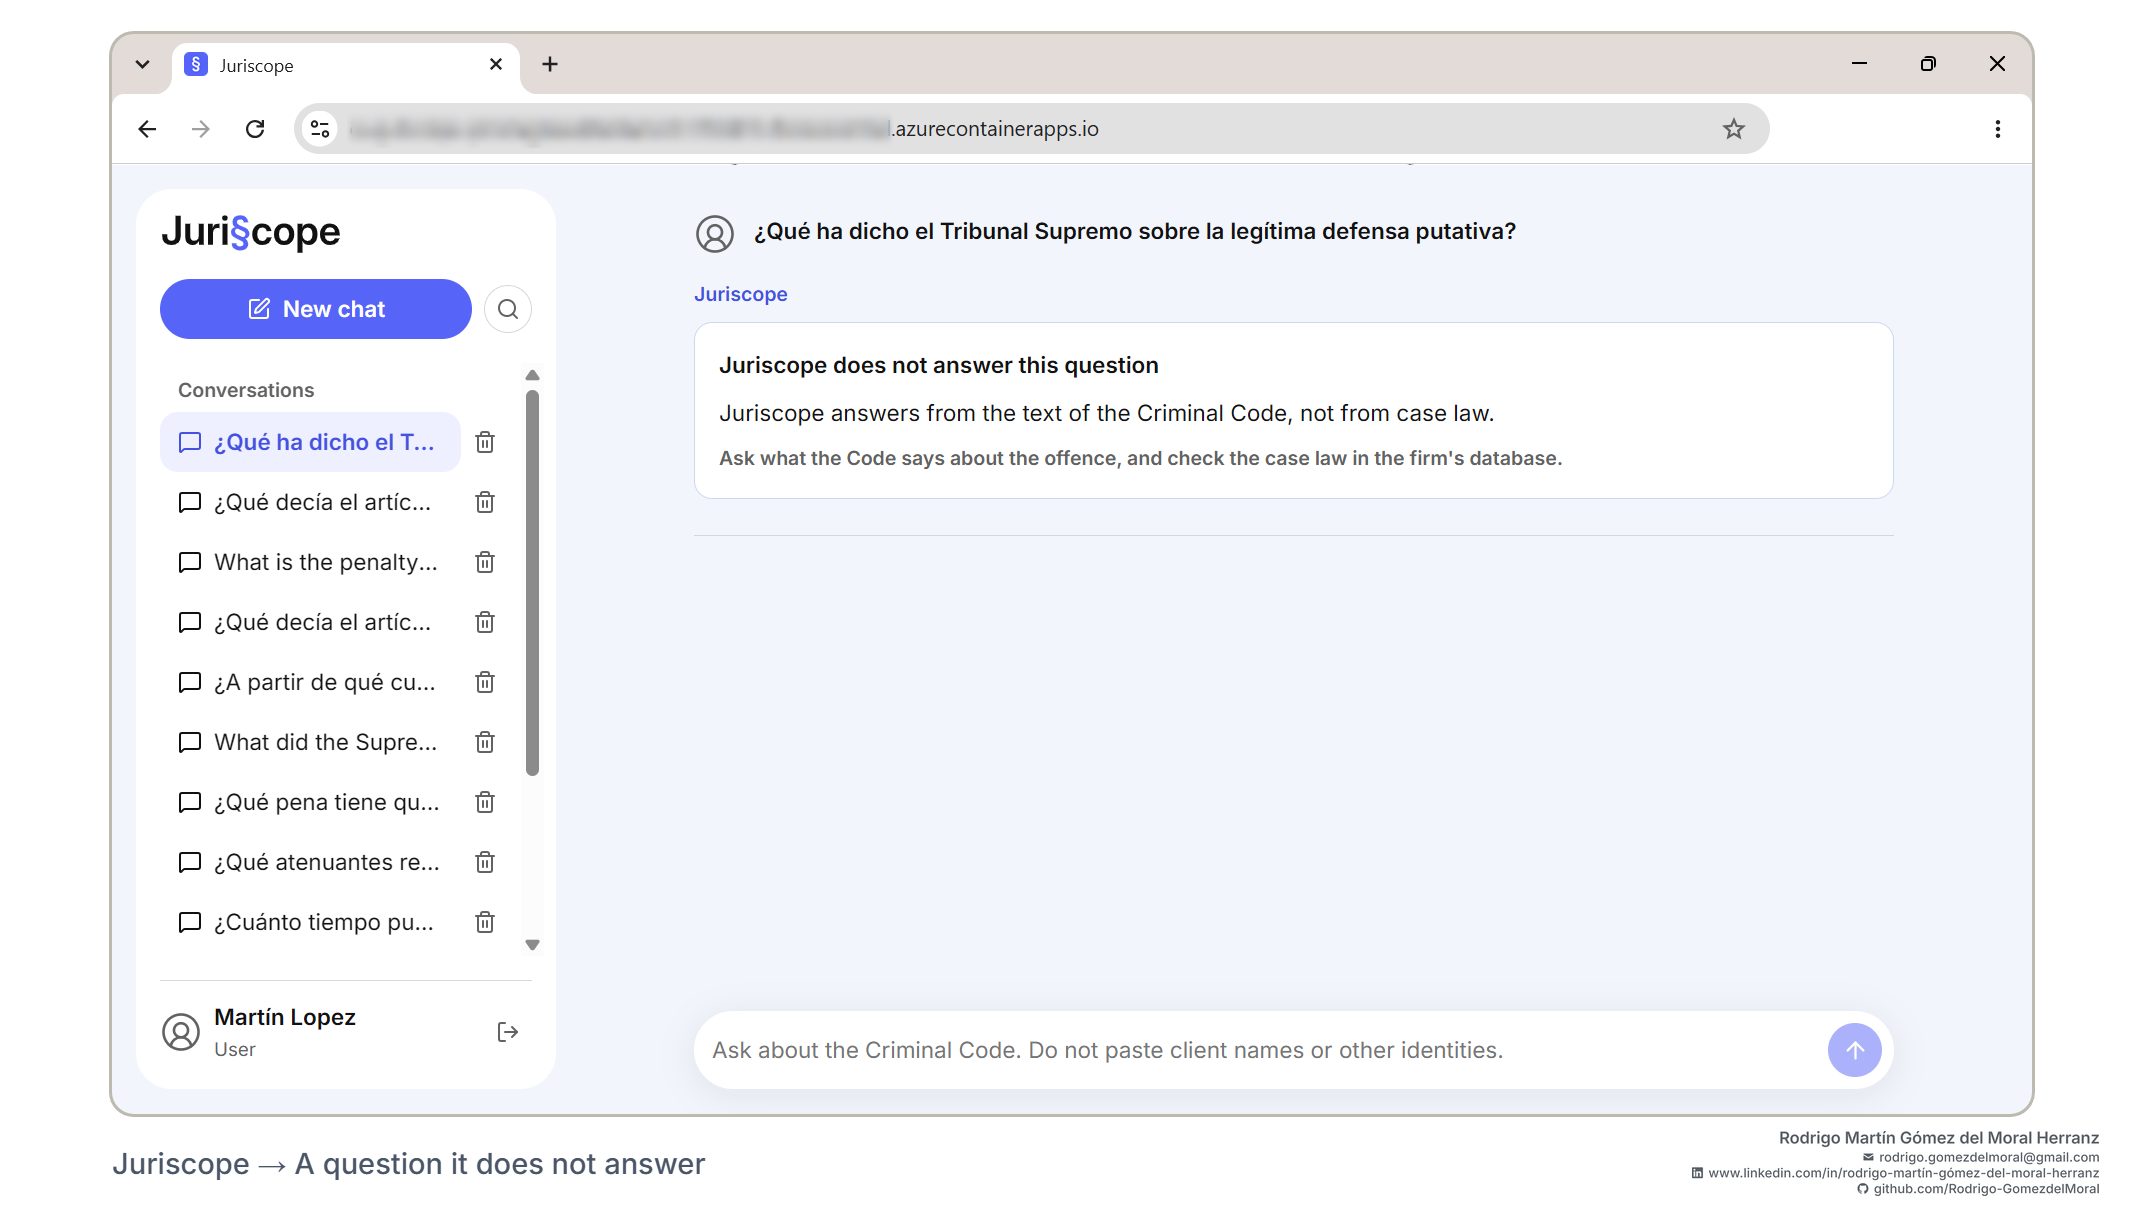 Juriscope
.azurecontainerapps.io
Juri§cope
New chat
Conversations
¿Qué ha dicho el T...
¿Qué decía el artíc...
What is the penalty...
¿Qué decía el artíc...
¿A partir de qué cu...
What did the Supre...
¿Qué pena tiene qu...
¿Qué atenuantes re...
¿Cuánto tiempo pu...
Martín Lopez
User
¿Qué ha dicho el Tribunal Supremo sobre la legítima defensa putativa?
Juriscope
Juriscope does not answer this question
Juriscope answers from the text of the Criminal Code, not from case law.
Ask what the Code says about the offence, and check the case law in the firm's database.
Ask about the Criminal Code. Do not paste client names or other identities.
Juriscope → A question it does not answer
Rodrigo Martín Gómez del Moral Herranz
rodrigo.gomezdelmoral@gmail.com
www.linkedin.com/in/rodrigo-martín-gómez-del-moral-herranz
github.com/Rodrigo-GomezdelMoral